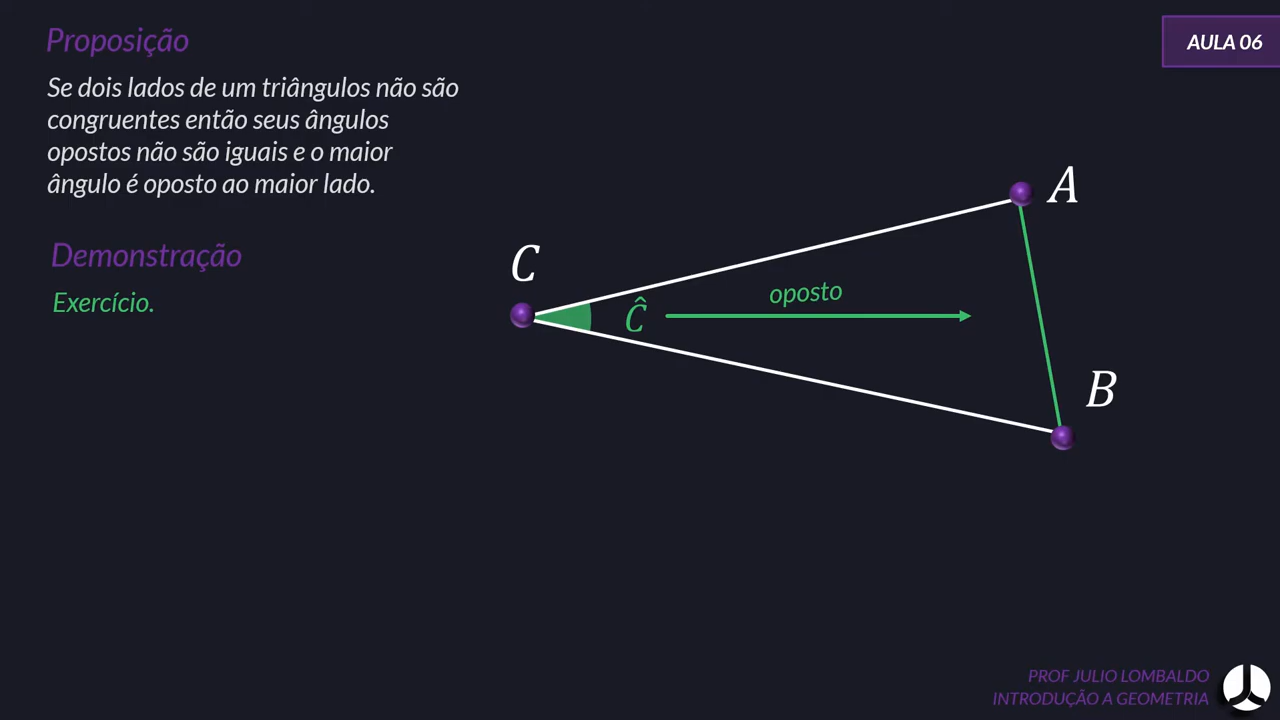 Proposição
AULA 06
Se dois lados de um triângulos não são
congruentes então seus ângulos
opostos não são iguais e o maior
ângulo é oposto ao maior lado.
Demonstração
Exercício.
A
C
oposto
Ĉ
B
PROF JULIO LOMBALDO
INTRODUÇÃO A GEOMETRIA